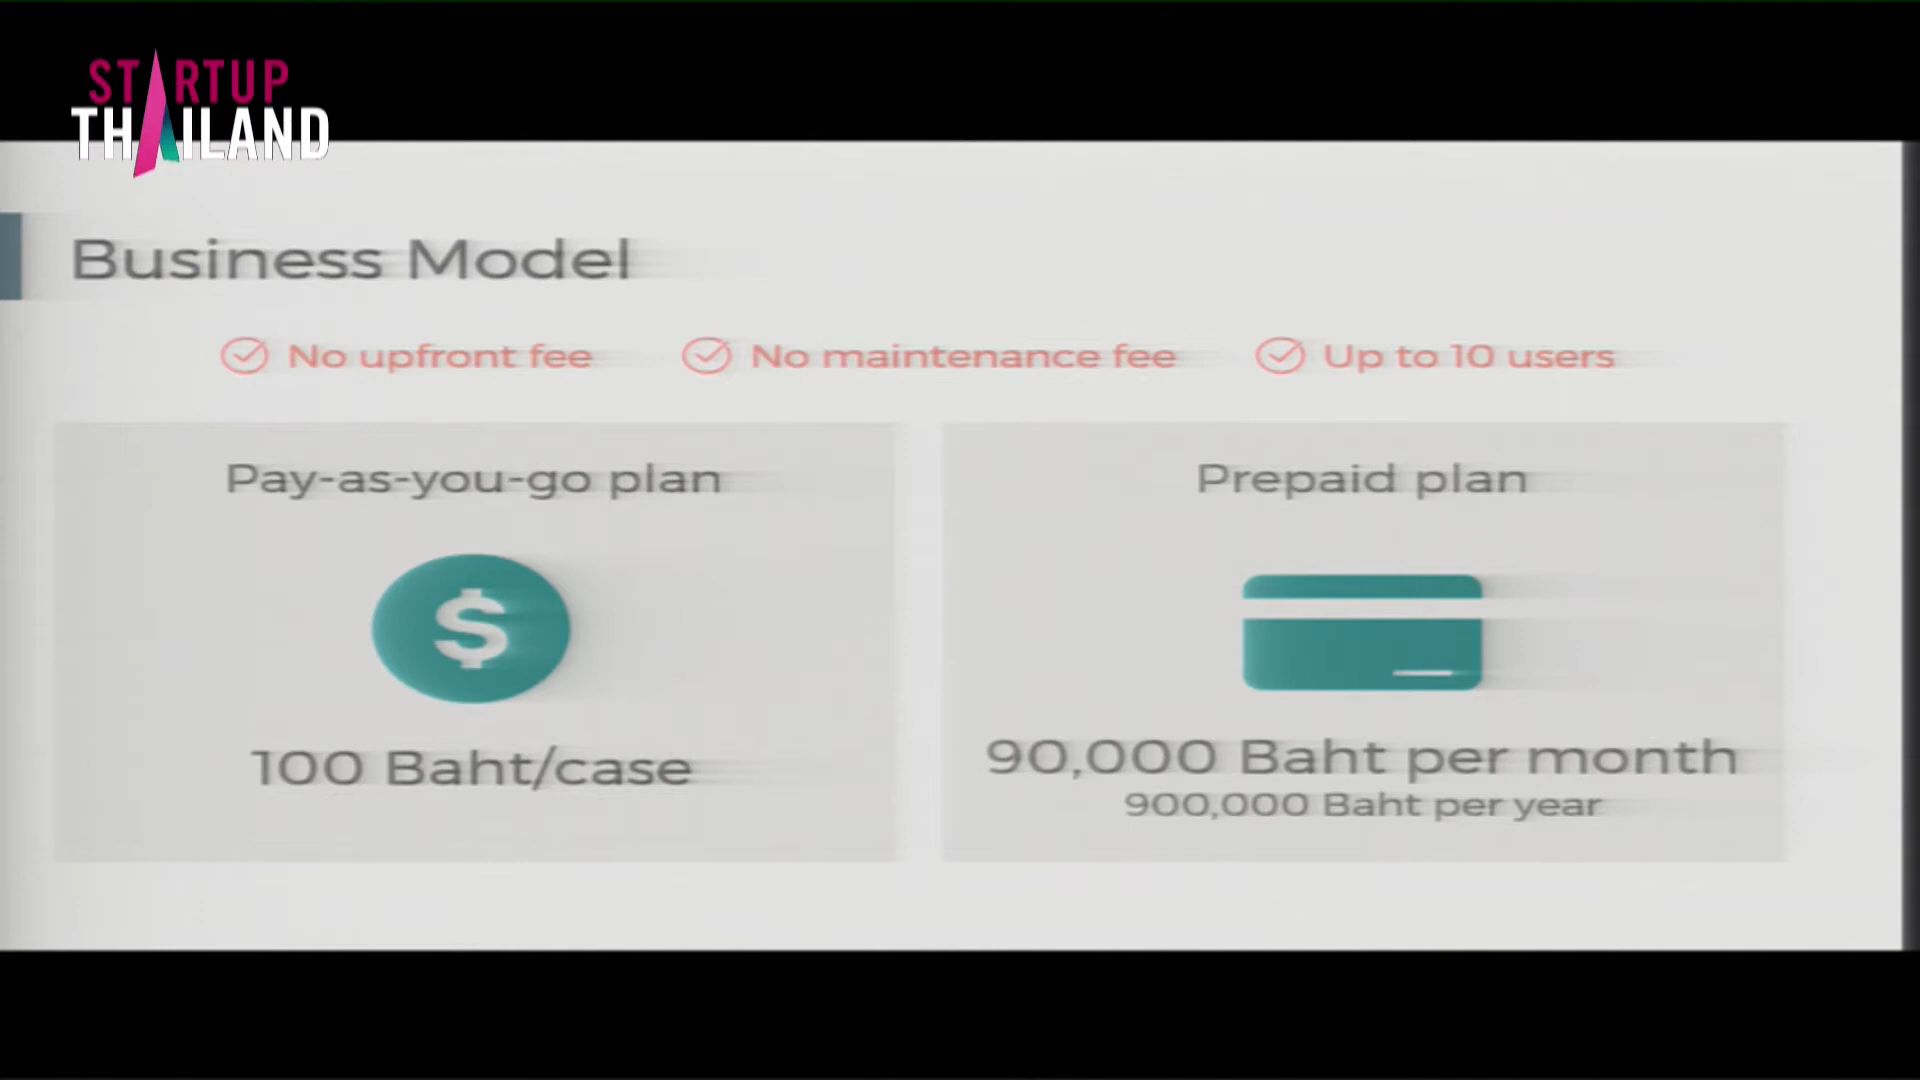 STARTUP
THAILAND
Business Model
No upfront fee
No maintenance fee
Up to 10 users
Pay-as-you-go plan
Prepaid plan
$
100 Baht/case
90,000 Baht per month
900,000 Baht per year